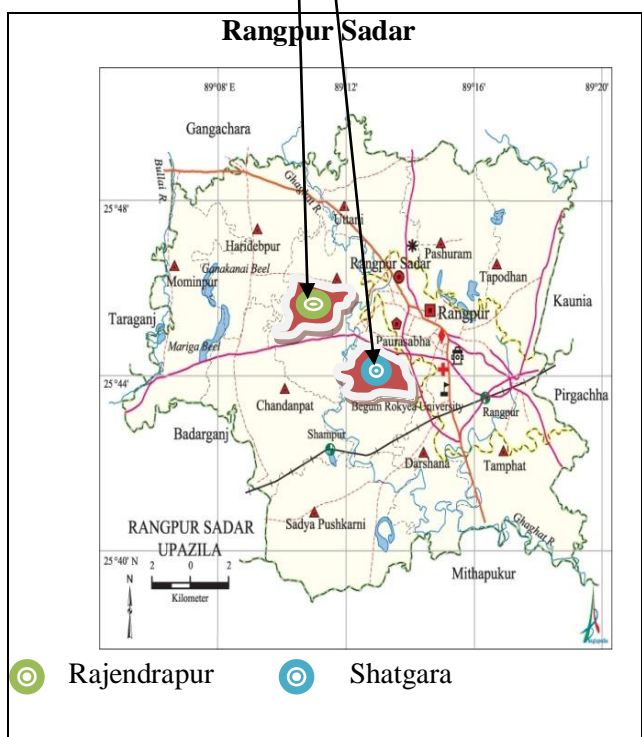 Rangpur Sadar
89°08' E
89°12'
89°16'
89°20'
Gangachara
Bullai R.
Ghaghat R.
25°48'
Uttani
Haridebpur
Pashuram
Ganakanai Beel
Rangpur Sadar
Mominpur
Tapodhan
Kaunia
Taraganj
Rangpur
Paurasabha
Mariga Beel
25°44'
Pirgachha
Chandanpat
Begum Rokyea University
Rangpur
Badarganj
Shampur
Darshana
Tamphat
Sadya Pushkarni
RANGPUR SADAR
UPAZILA
Ghaghat R.
25°40' N
2 0 2
Mithapukur
Kilometer
N
Rajendrapur Shatgara